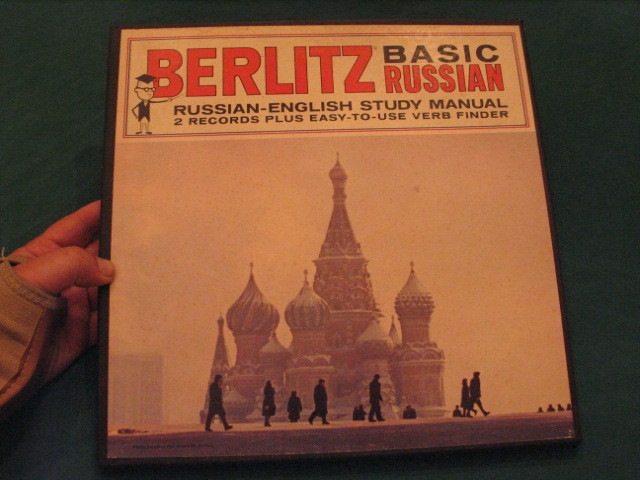 BERLITZ BASIC RUSSIAN
RUSSIAN-ENGLISH STUDY MANUAL
2 RECORDS PLUS EASY-TO-USE VERB FINDER